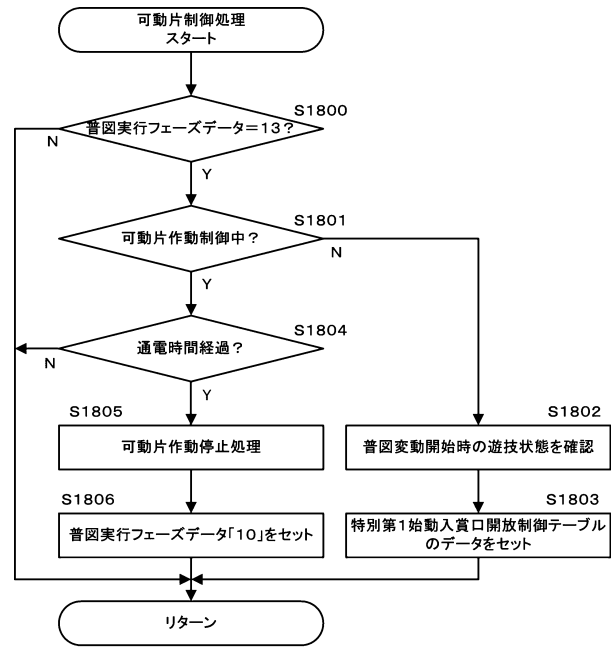 可動片制御処理
スタート
S1800
普図実行フェーズデータ＝13？
N
Y
S1801
可動片作動制御中？
N
Y
S1804
通電時間経過？
N
Y
S1805
可動片作動停止処理
S1802
普図変動開始時の遊技状態を確認
S1806
普図実行フェーズデータ「10」をセット
S1803
特別第1始動入賞口開放制御テーブル
のデータをセット
リターン